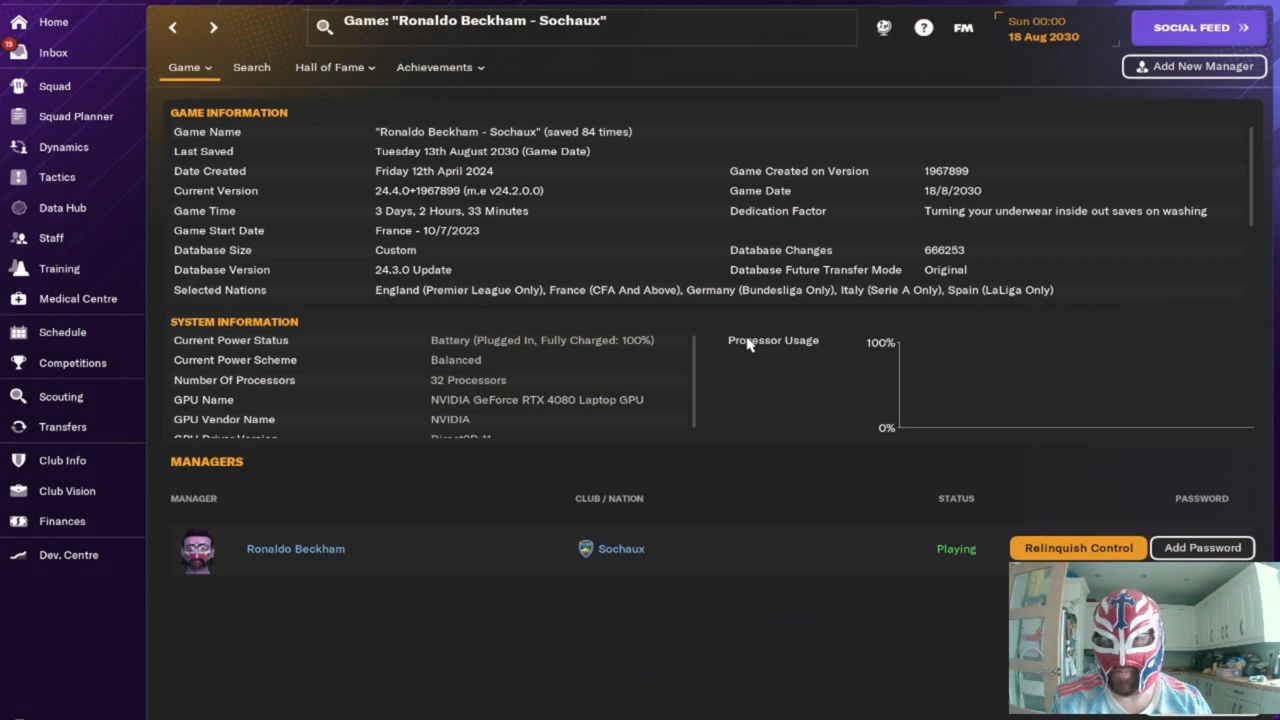 Home
Game: "Ronaldo Beckham - Sochaux"
Sun 00:00
18 Aug 2030
SOCIAL FEED
FM
15
Inbox
Game
Search
Hall of Fame
Achievements
Add New Manager
Squad
Squad Planner
Dynamics
Tactics
Data Hub
Staff
Training
Medical Centre
Schedule
Competitions
Scouting
Transfers
Club Info
Club Vision
Finances
Dev. Centre
GAME INFORMATION
Game Name "Ronaldo Beckham - Sochaux" (saved 84 times)
Last Saved Tuesday 13th August 2030 (Game Date)
Date Created Friday 12th April 2024 Game Created on Version 1967899
Current Version 24.4.0+1967899 (m.e v24.2.0.0) Game Date 18/8/2030
Game Time 3 Days, 2 Hours, 33 Minutes Dedication Factor Turning your underwear inside out saves on washing
Game Start Date France - 10/7/2023
Database Size Custom Database Changes 666253
Database Version 24.3.0 Update Database Future Transfer Mode Original
Selected Nations England (Premier League Only), France (CFA And Above), Germany (Bundesliga Only), Italy (Serie A Only), Spain (LaLiga Only)
SYSTEM INFORMATION
Current Power Status Battery (Plugged In, Fully Charged: 100%)
Current Power Scheme Balanced
Number Of Processors 32 Processors
GPU Name NVIDIA GeForce RTX 4080 Laptop GPU
GPU Vendor Name NVIDIA
GPU Driver Version Direct3D 11
Processor Usage
100%
0%
MANAGERS
MANAGER CLUB / NATION STATUS PASSWORD
Ronaldo Beckham Sochaux Playing Relinquish Control Add Password